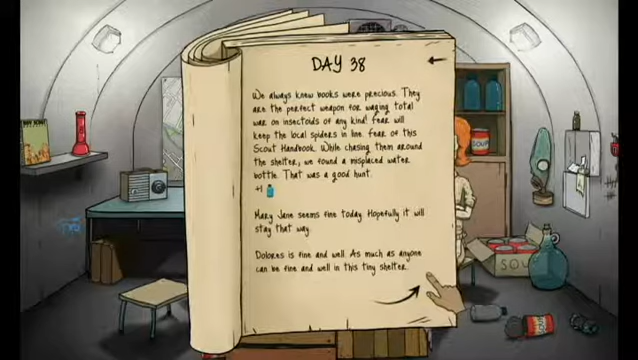 DAY 38
We always knew books were precious. They
are the perfect weapon for waging total
war on insectoids of any kind! Fear will
keep the local spiders in line. Fear of this
Scout Handbook. While chasing them around
the shelter, we found a misplaced water
bottle. That was a good hunt.
+1
Mary Jane seems fine today. Hopefully it will
stay that way.
Dolores is fine and well. As much as anyone
can be fine and well in this tiny shelter.
SOUP
SOUP